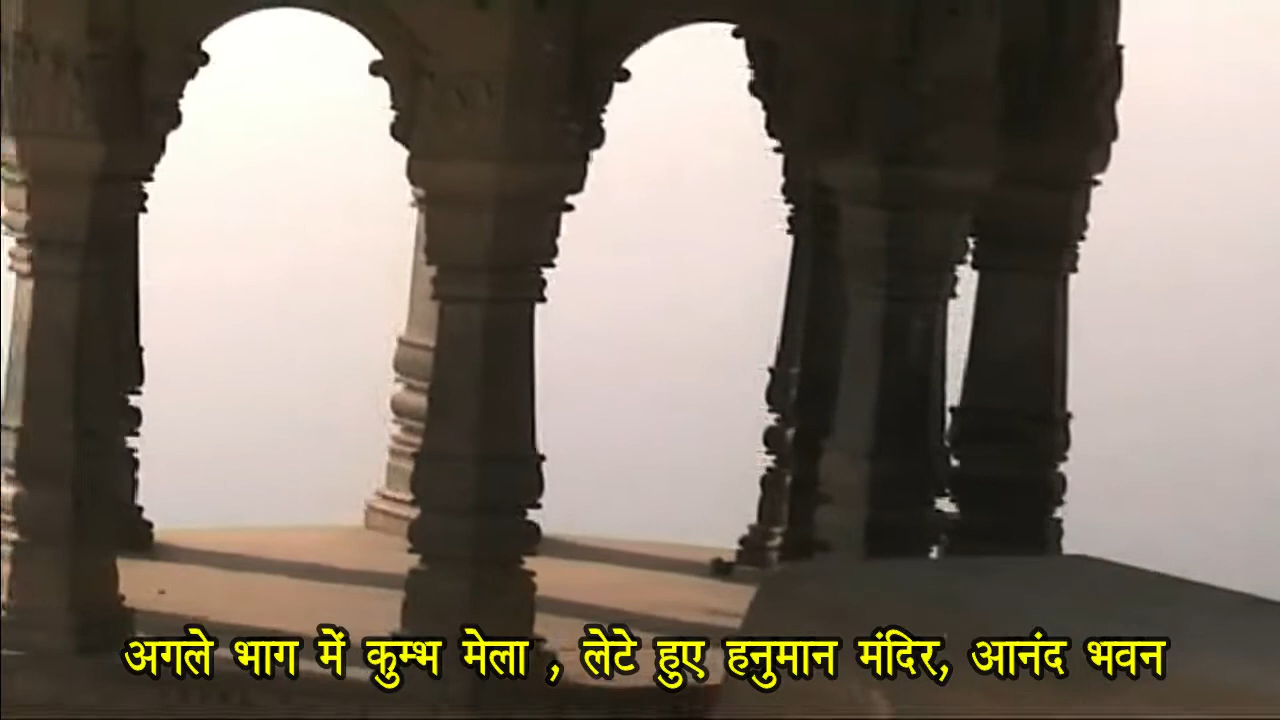 अगले भाग में कुम्भ मेला , लेटे हुए हनुमान मंदिर, आनंद भवन